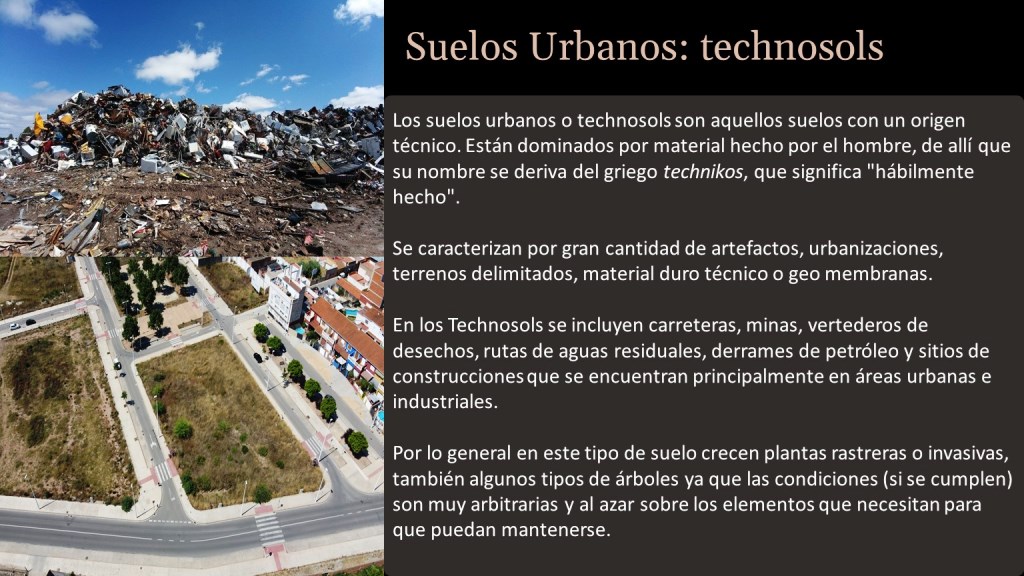 Suelos Urbanos: technosols
Los suelos urbanos o technosols son aquellos suelos con un origen
técnico. Están dominados por material hecho por el hombre, de allí que
su nombre se deriva del griego technikos, que significa "hábilmente
hecho".
Se caracterizan por gran cantidad de artefactos, urbanizaciones,
terrenos delimitados, material duro técnico o geo membranas.
En los Technosols se incluyen carreteras, minas, vertederos de
desechos, rutas de aguas residuales, derrames de petróleo y sitios de
construcciones que se encuentran principalmente en áreas urbanas e
industriales.
Por lo general en este tipo de suelo crecen plantas rastreras o invasivas,
también algunos tipos de árboles ya que las condiciones (si se cumplen)
son muy arbitrarias y al azar sobre los elementos que necesitan para
que puedan mantenerse.